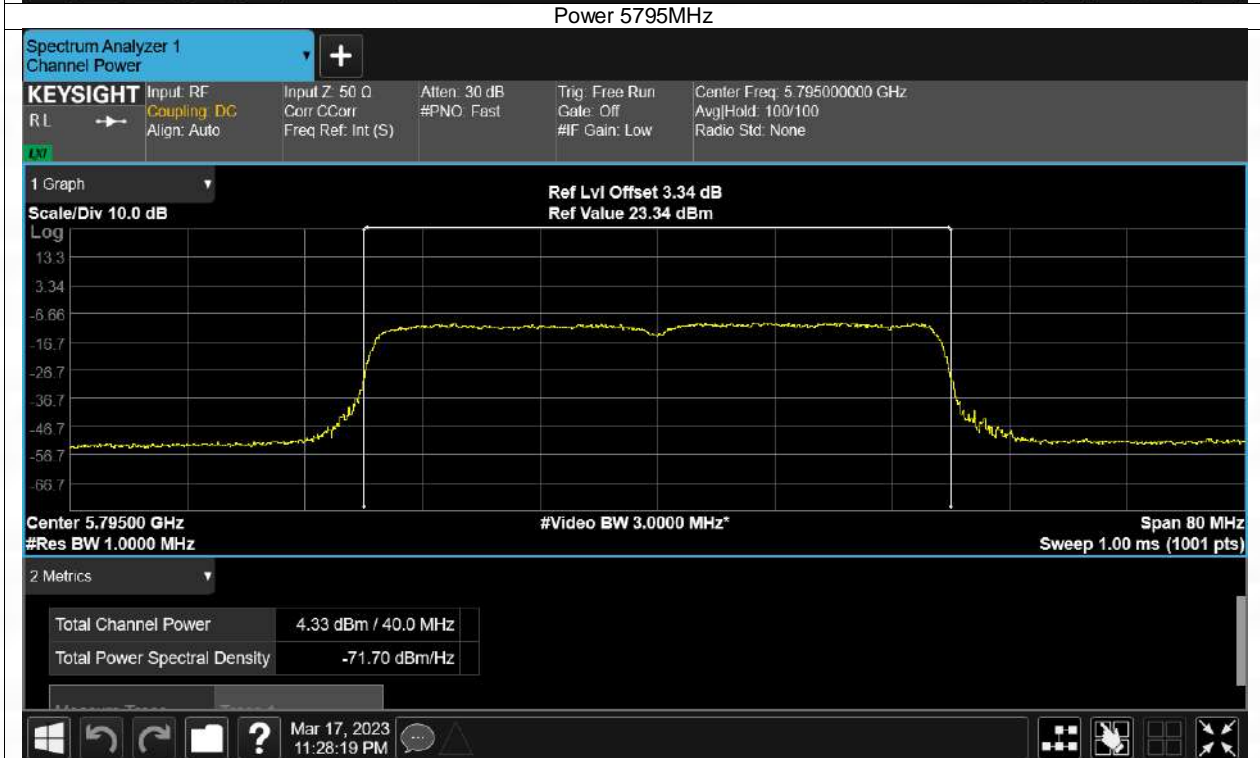 Power 5795MHz
Spectrum Analyzer 1
Channel Power
+
KEYSIGHT Input: RF Input Z: 50 Ω Atten: 30 dB Trig: Free Run Center Freq: 5.795000000 GHz
RL Coupling: DC Corr CCorr #PNO: Fast Gate: Off Avg|Hold: 100/100
Align: Auto Freq Ref: Int (S) #IF Gain: Low Radio Std: None
LXI
1 Graph
Ref Lvl Offset 3.34 dB
Scale/Div 10.0 dB Ref Value 23.34 dBm
Log
13.3
3.34
-6.66
-16.7
-26.7
-36.7
-46.7
-56.7
-66.7
Center 5.79500 GHz #Video BW 3.0000 MHz* Span 80 MHz
#Res BW 1.0000 MHz Sweep 1.00 ms (1001 pts)
2 Metrics
Total Channel Power 4.33 dBm / 40.0 MHz
Total Power Spectral Density -71.70 dBm/Hz
? Mar 17, 2023
11:28:19 PM